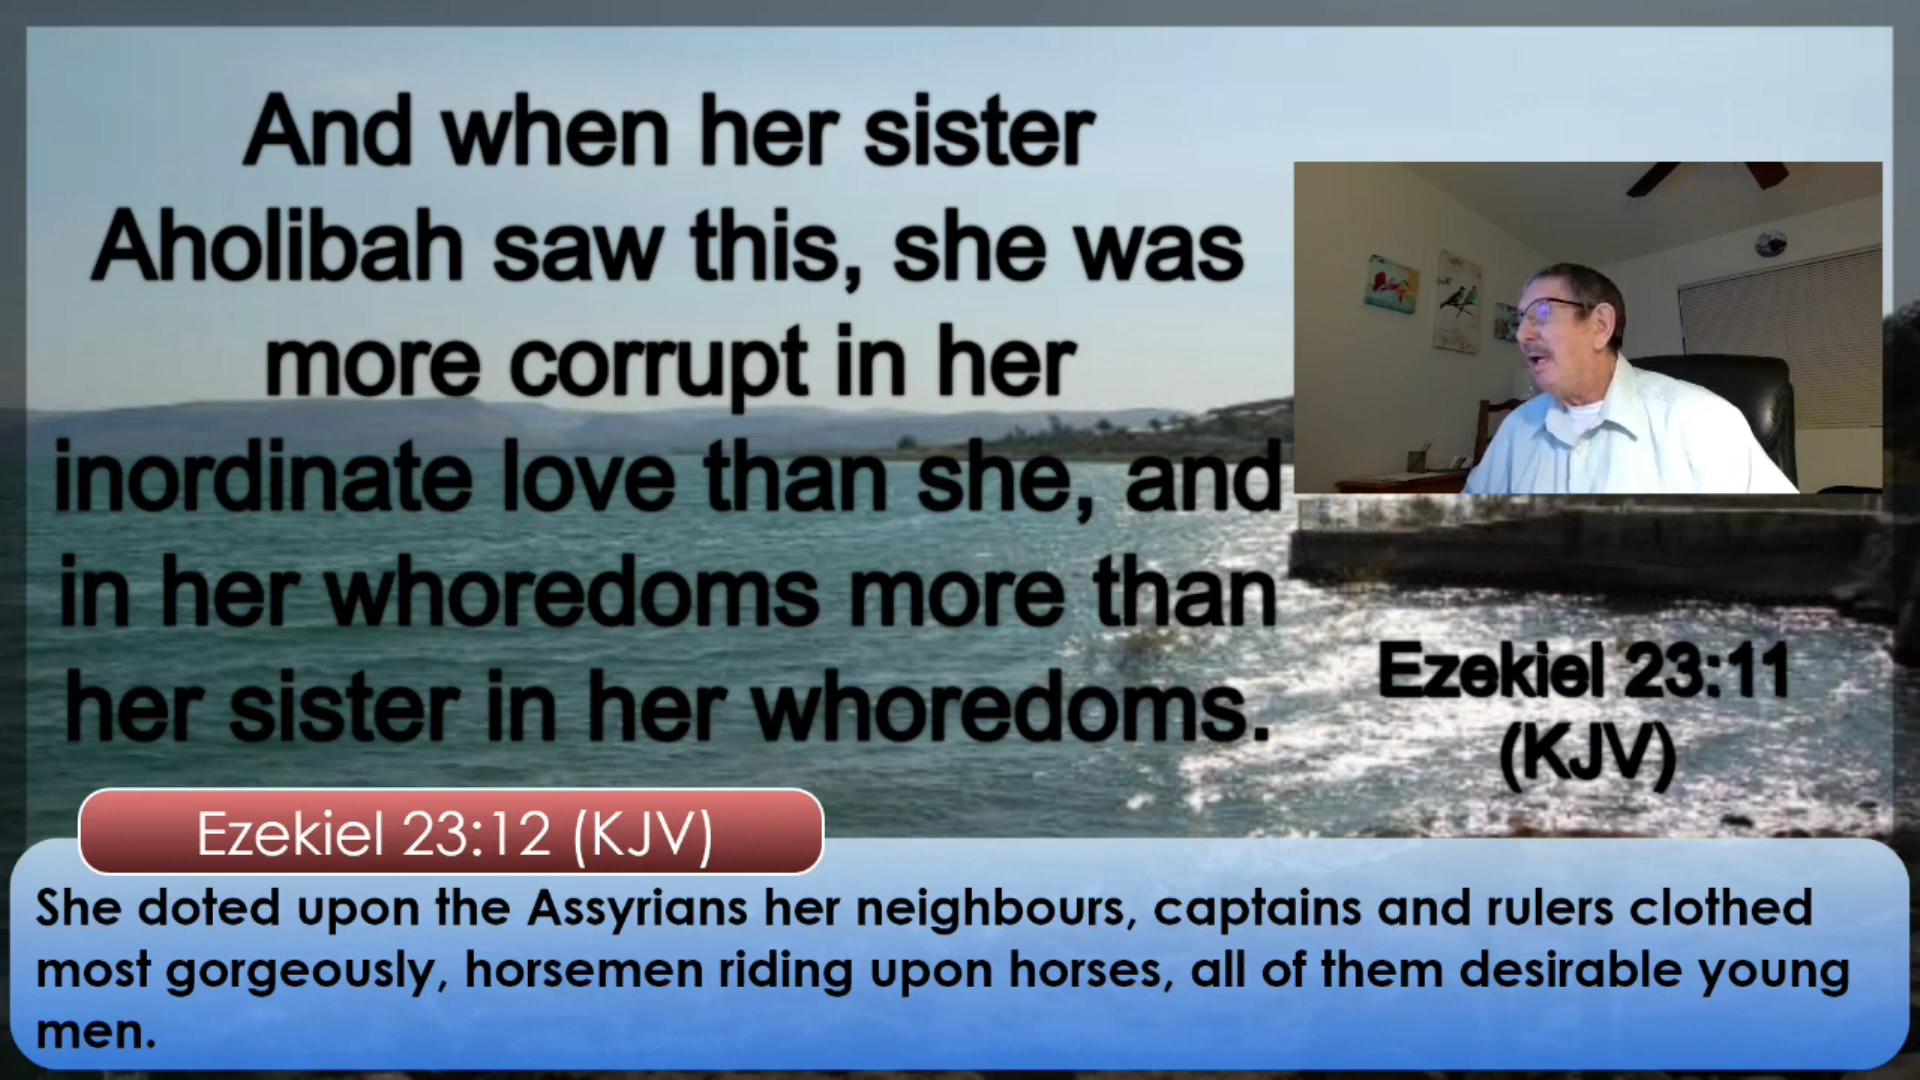 And when her sister
Aholibah saw this, she was
more corrupt in her
inordinate love than she, and
in her whoredoms more than
her sister in her whoredoms.
Ezekiel 23:11
(KJV)
Ezekiel 23:12 (KJV)
She doted upon the Assyrians her neighbours, captains and rulers clothed
most gorgeously, horsemen riding upon horses, all of them desirable young
men.